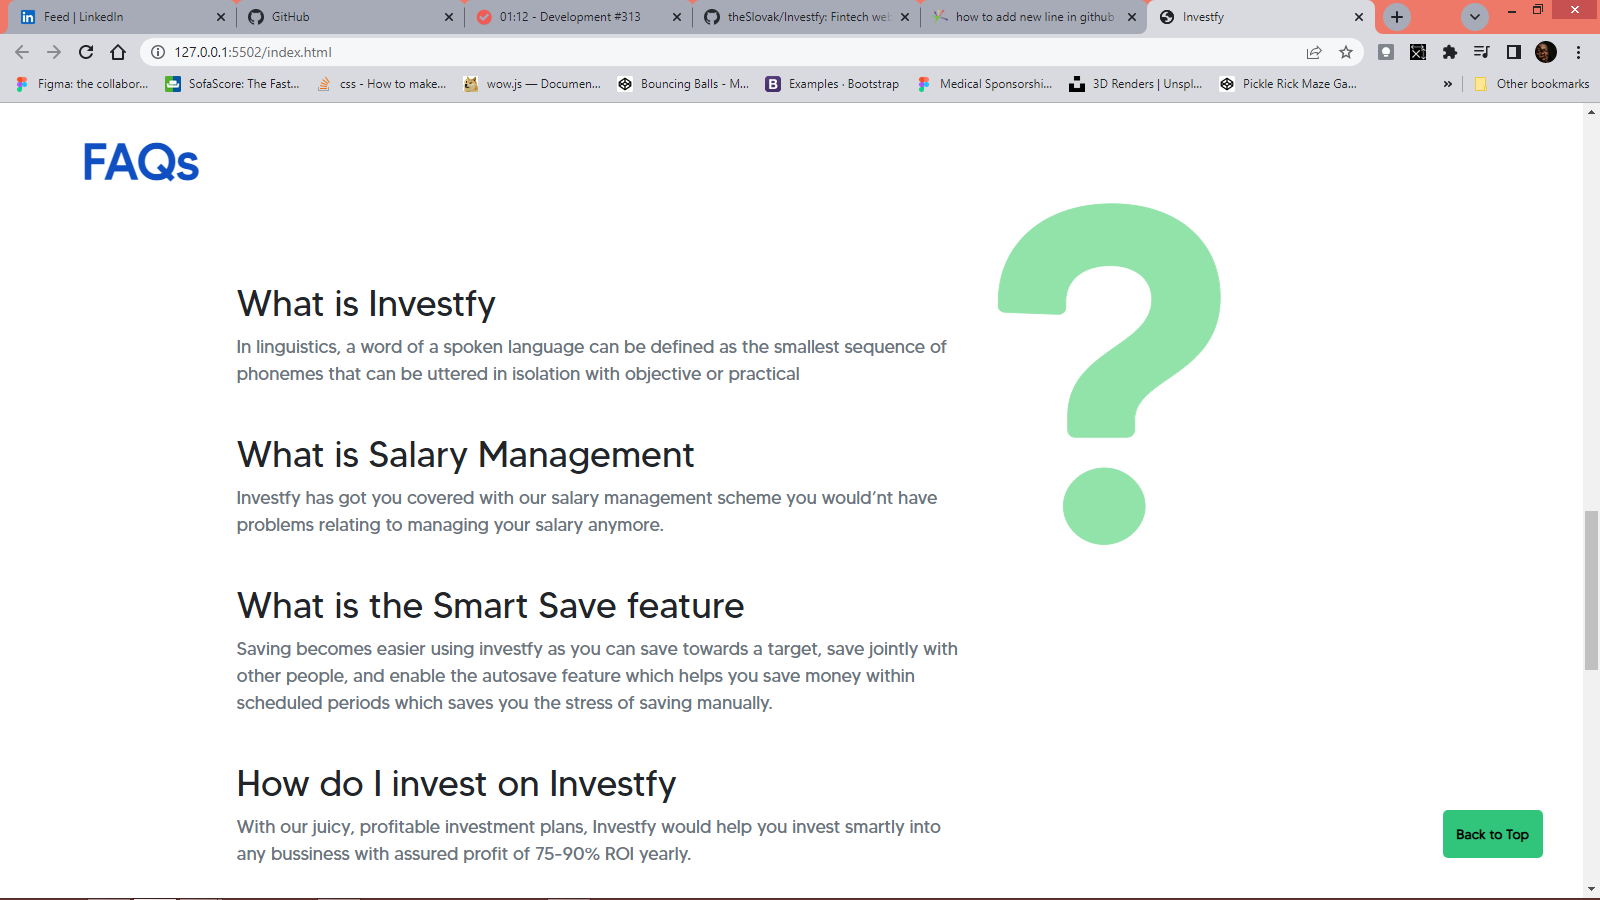 Feed | LinkedIn
GitHub
01:12 - Development #313
theSlovak/Investfy: Fintech web
how to add new line in github
Investfy
127.0.0.1:5502/index.html
Figma: the collabor...
SofaScore: The Fast...
css - How to make...
wow.js — Documen...
Bouncing Balls - M...
Examples · Bootstrap
Medical Sponsorshi...
3D Renders | Unspl...
Pickle Rick Maze Ga...
»
Other bookmarks
FAQs
?
What is Investfy
In linguistics, a word of a spoken language can be defined as the smallest sequence of
phonemes that can be uttered in isolation with objective or practical
What is Salary Management
Investfy has got you covered with our salary management scheme you would’nt have
problems relating to managing your salary anymore.
What is the Smart Save feature
Saving becomes easier using investfy as you can save towards a target, save jointly with
other people, and enable the autosave feature which helps you save money within
scheduled periods which saves you the stress of saving manually.
How do I invest on Investfy
With our juicy, profitable investment plans, Investfy would help you invest smartly into
any bussiness with assured profit of 75-90% ROI yearly.
Back to Top